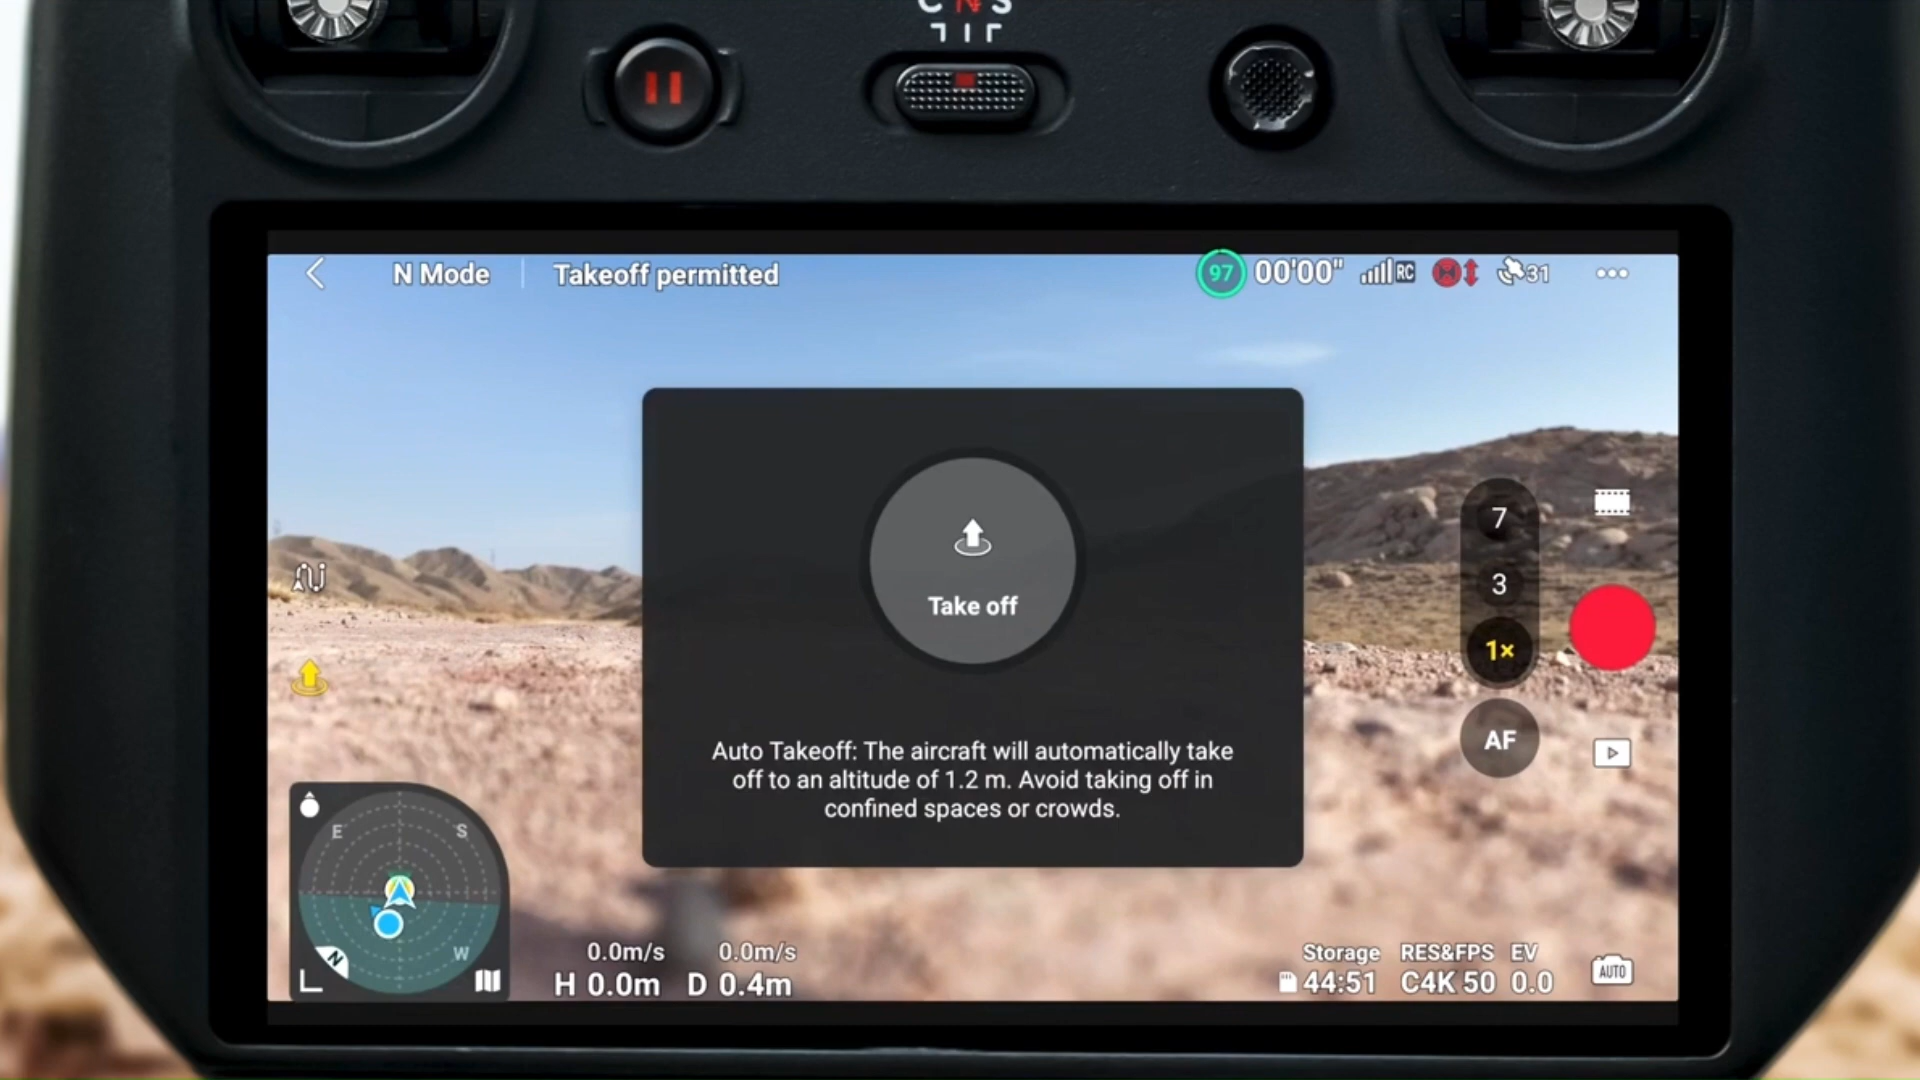 C N S
N Mode
Takeoff permitted
97
00'00"
RC
31
7
3
1×
AF
Take off
Auto Takeoff: The aircraft will automatically take
off to an altitude of 1.2 m. Avoid taking off in
confined spaces or crowds.
E
S
N
W
0.0m/s 0.0m/s
H 0.0m D 0.4m
Storage RES&FPS EV
44:51 C4K 50 0.0
AUTO